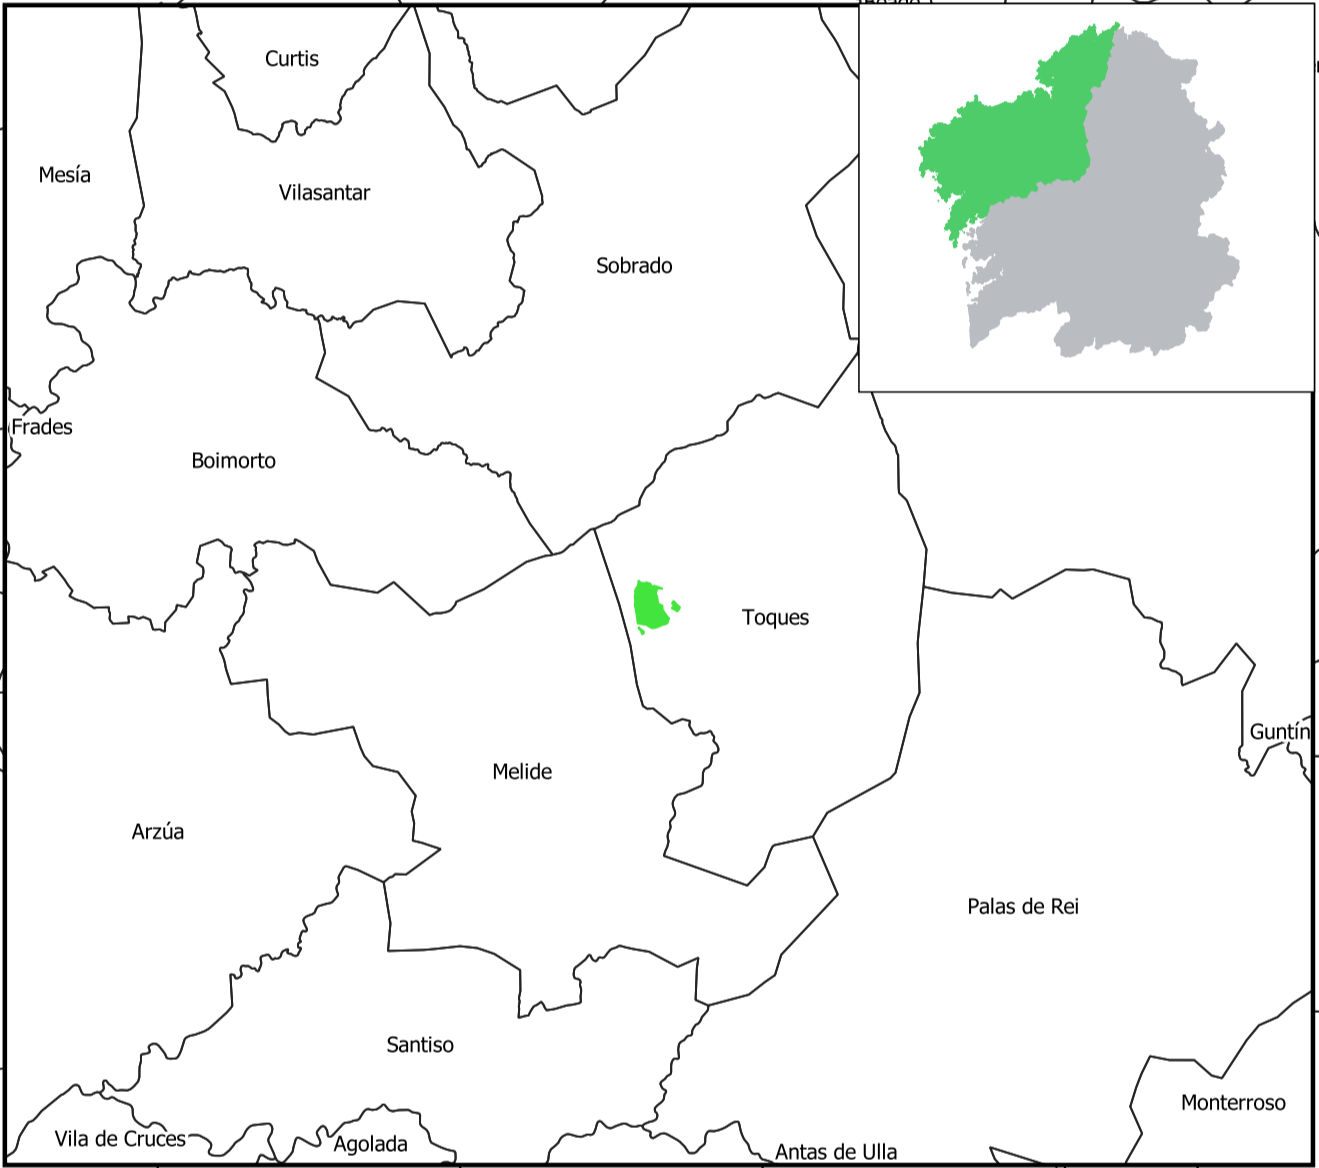 Curtis
Mesía
Vilasantar
Sobrado
Frades
Boimorto
Toques
Guntín
Melide
Arzúa
Palas de Rei
Santiso
Monterroso
Vila de Cruces
Agolada
Antas de Ulla